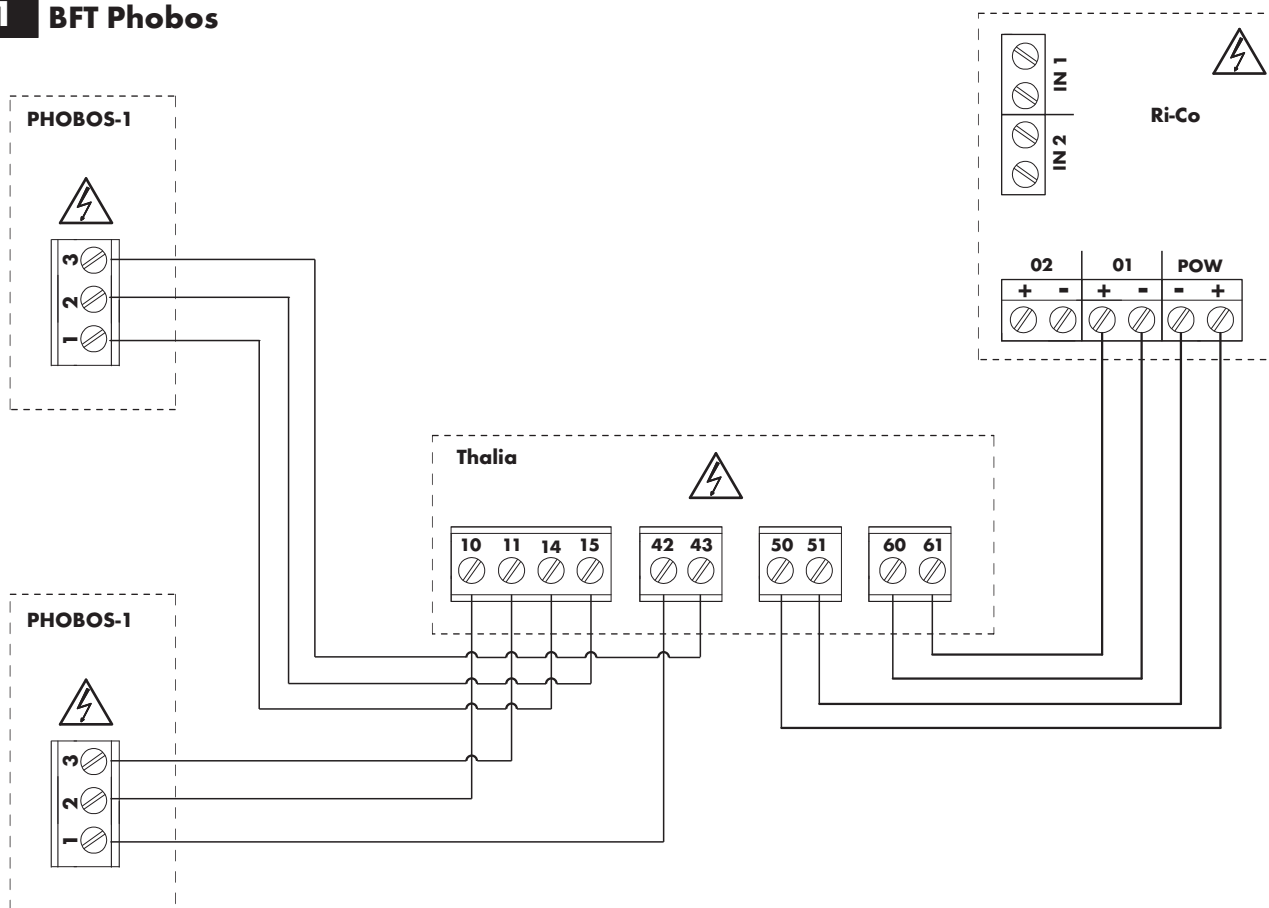 1 BFT Phobos
PHOBOS-1
3
2
1
IN 1
IN 2
Ri-Co
02 01 POW
+ - + - - +
Thalia
10 11 14 15 42 43 50 51 60 61
PHOBOS-1
3
2
1